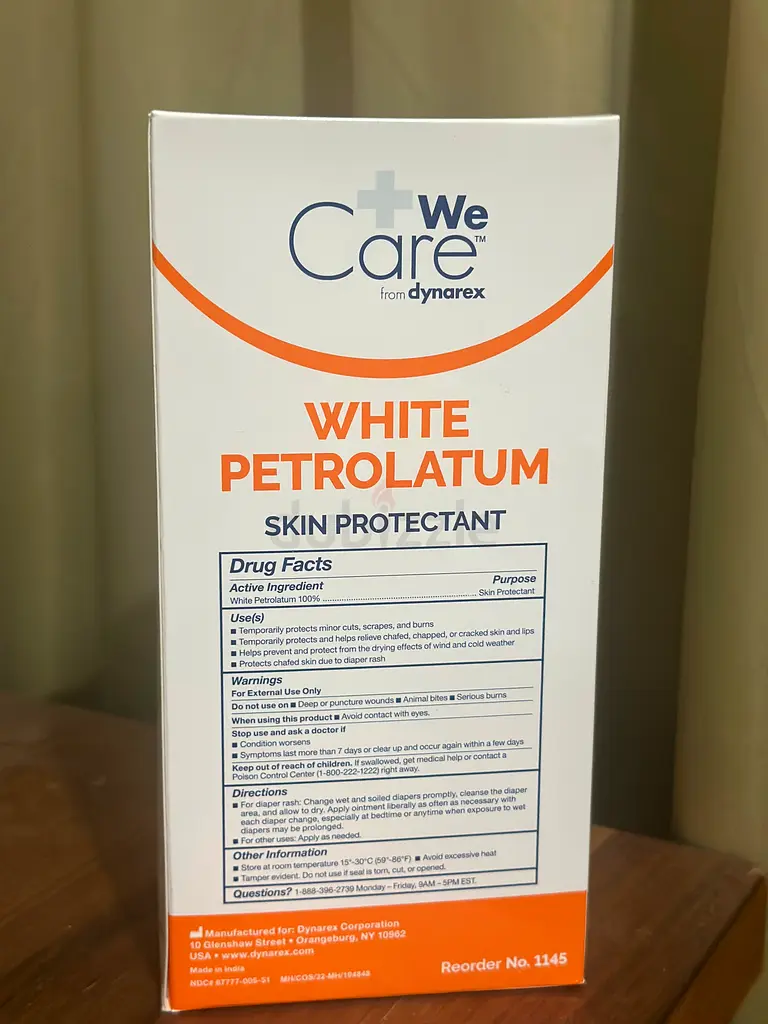 We
Care™
from dynarex
WHITE
PETROLATUM
dubizzle
SKIN PROTECTANT
Drug Facts
Active Ingredient Purpose
White Petrolatum 100% ........................................................ Skin Protectant
Use(s)
■ Temporarily protects minor cuts, scrapes, and burns
■ Temporarily protects and helps relieve chafed, chapped, or cracked skin and lips
■ Helps prevent and protect from the drying effects of wind and cold weather
■ Protects chafed skin due to diaper rash
Warnings
For External Use Only
Do not use on ■ Deep or puncture wounds ■ Animal bites ■ Serious burns
When using this product ■ Avoid contact with eyes.
Stop use and ask a doctor if
■ Condition worsens
■ Symptoms last more than 7 days or clear up and occur again within a few days
Keep out of reach of children. If swallowed, get medical help or contact a
Poison Control Center (1-800-222-1222) right away.
Directions
■ For diaper rash: Change wet and soiled diapers promptly, cleanse the diaper
area, and allow to dry. Apply ointment liberally as often as necessary with
each diaper change, especially at bedtime or anytime when exposure to wet
diapers may be prolonged.
■ For other uses: Apply as needed.
Other Information
■ Store at room temperature 15°-30°C (59°-86°F) ■ Avoid excessive heat
■ Tamper evident. Do not use if seal is torn, cut, or opened.
Questions? 1-888-396-2739 Monday – Friday, 9AM – 5PM EST.
Manufactured for: Dynarex Corporation
10 Glenshaw Street • Orangeburg, NY 10962
USA • www.dynarex.com
Made in India
NDC# 67777-005-51
Reorder No. 1145